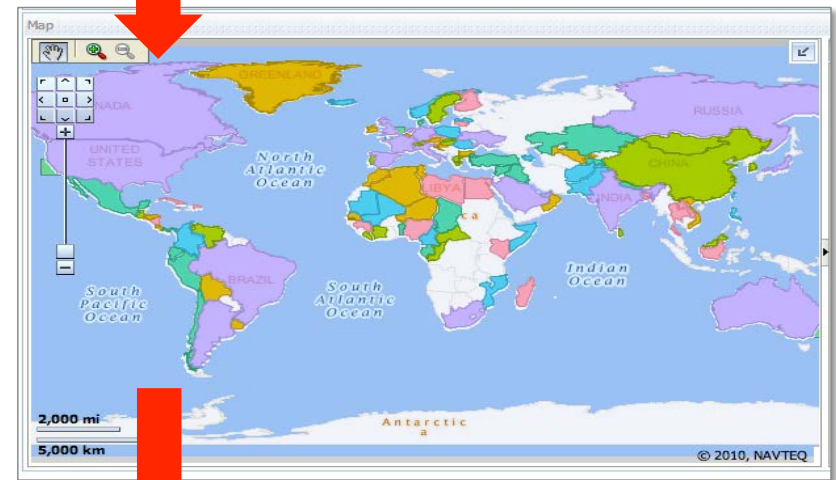 Map
GREENLAND
NADA
RUSSIA
UNITED
STATES
North
Atlantic
Ocean
CHINA
LIBYA
INDIA
ca
Indian
Ocean
BRAZIL
South
Pacific
Ocean
South
Atlantic
Ocean
2,000 mi
Antarctic
a
5,000 km
© 2010, NAVTEQ